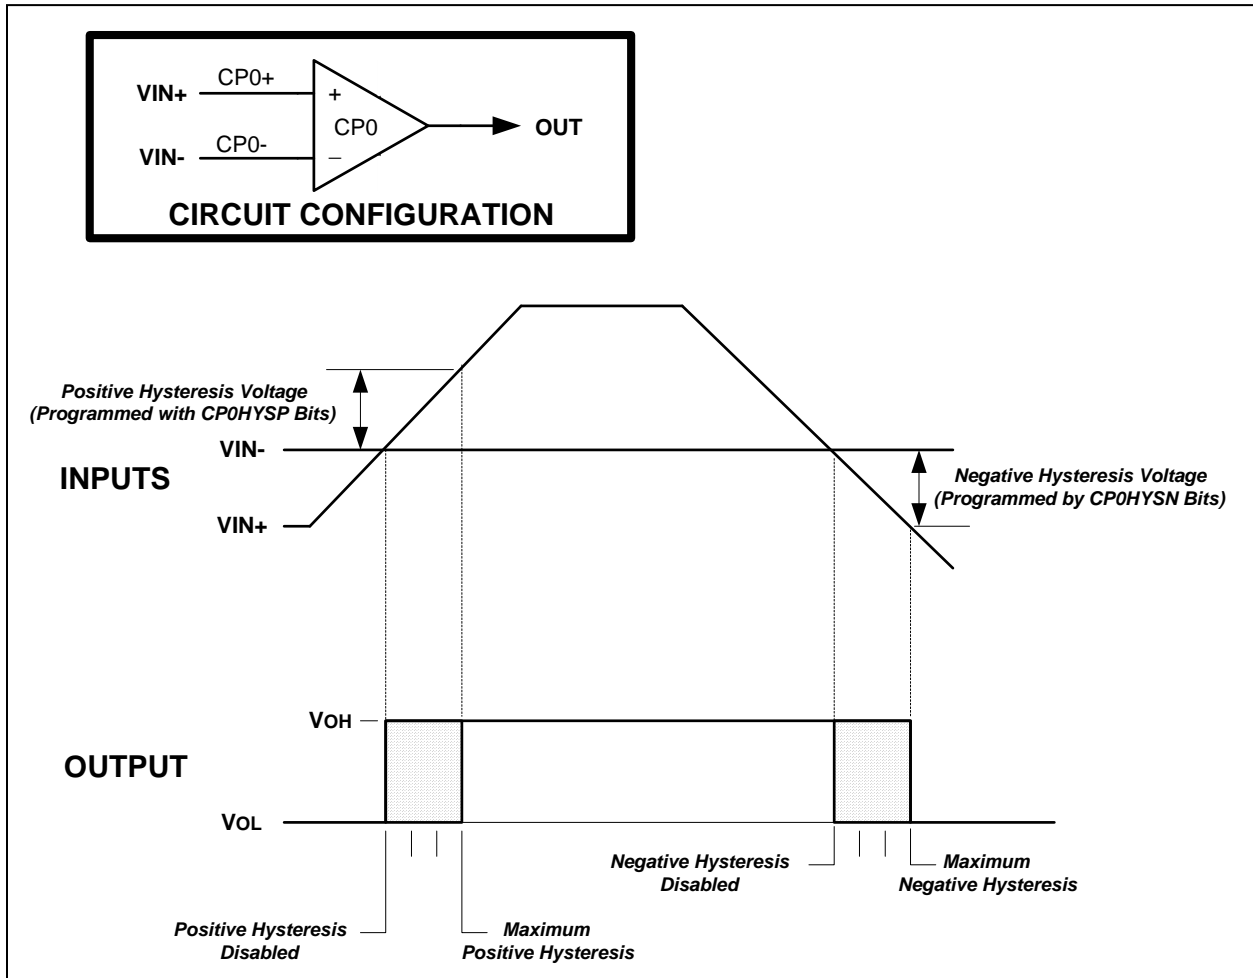 VIN+
CP0+
+
CP0
VIN-
CP0-
_
OUT
CIRCUIT CONFIGURATION
Positive Hysteresis Voltage
(Programmed with CP0HYSP Bits)
VIN-
INPUTS
VIN+
Negative Hysteresis Voltage
(Programmed by CP0HYSN Bits)
VOH
OUTPUT
VOL
Negative Hysteresis
Disabled
Maximum
Negative Hysteresis
Positive Hysteresis
Disabled
Maximum
Positive Hysteresis